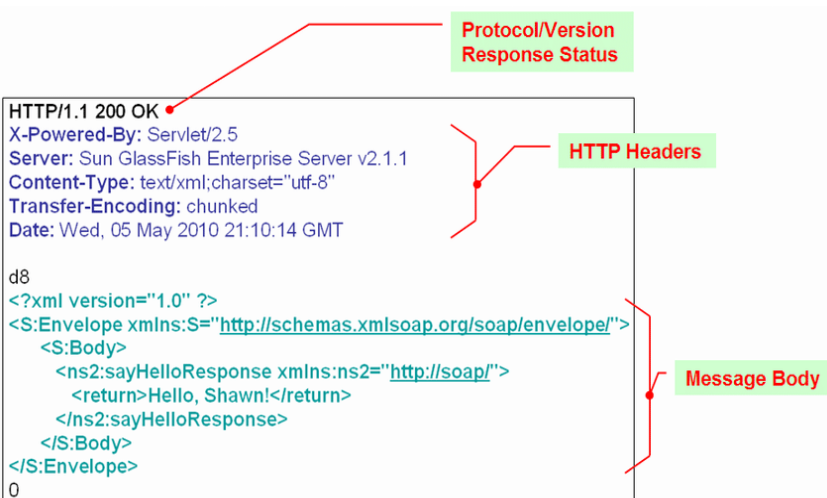 Protocol/Version
Response Status
HTTP/1.1 200 OK
X-Powered-By: Servlet/2.5
Server: Sun GlassFish Enterprise Server v2.1.1
Content-Type: text/xml;charset="utf-8"
Transfer-Encoding: chunked
Date: Wed, 05 May 2010 21:10:14 GMT
HTTP Headers
d8
<?xml version="1.0" ?>
<S:Envelope xmlns:S="http://schemas.xmlsoap.org/soap/envelope/">
<S:Body>
<ns2:sayHelloResponse xmlns:ns2="http://soap/">
<return>Hello, Shawn!</return>
</ns2:sayHelloResponse>
</S:Body>
</S:Envelope>
0
Message Body